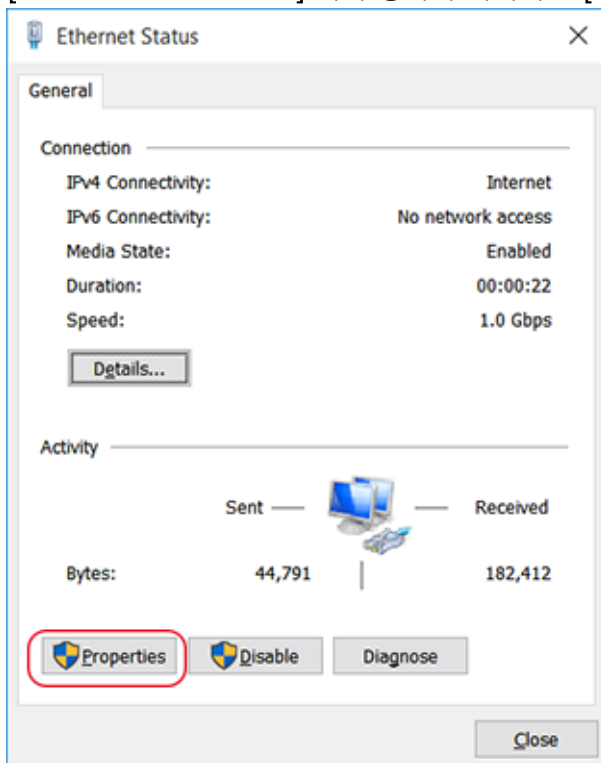 Ethernet Status
General
Connection
IPv4 Connectivity: Internet
IPv6 Connectivity: No network access
Media State: Enabled
Duration: 00:00:22
Speed: 1.0 Gbps
Details...
Activity
Sent Received
Bytes: 44,791 182,412
Properties Disable Diagnose
Close